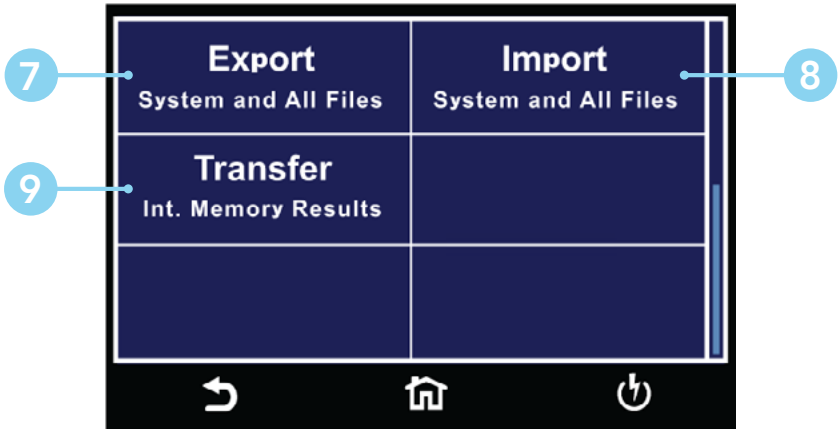 Export
System and All Files
Import
System and All Files
Transfer
Int. Memory Results
7
8
9